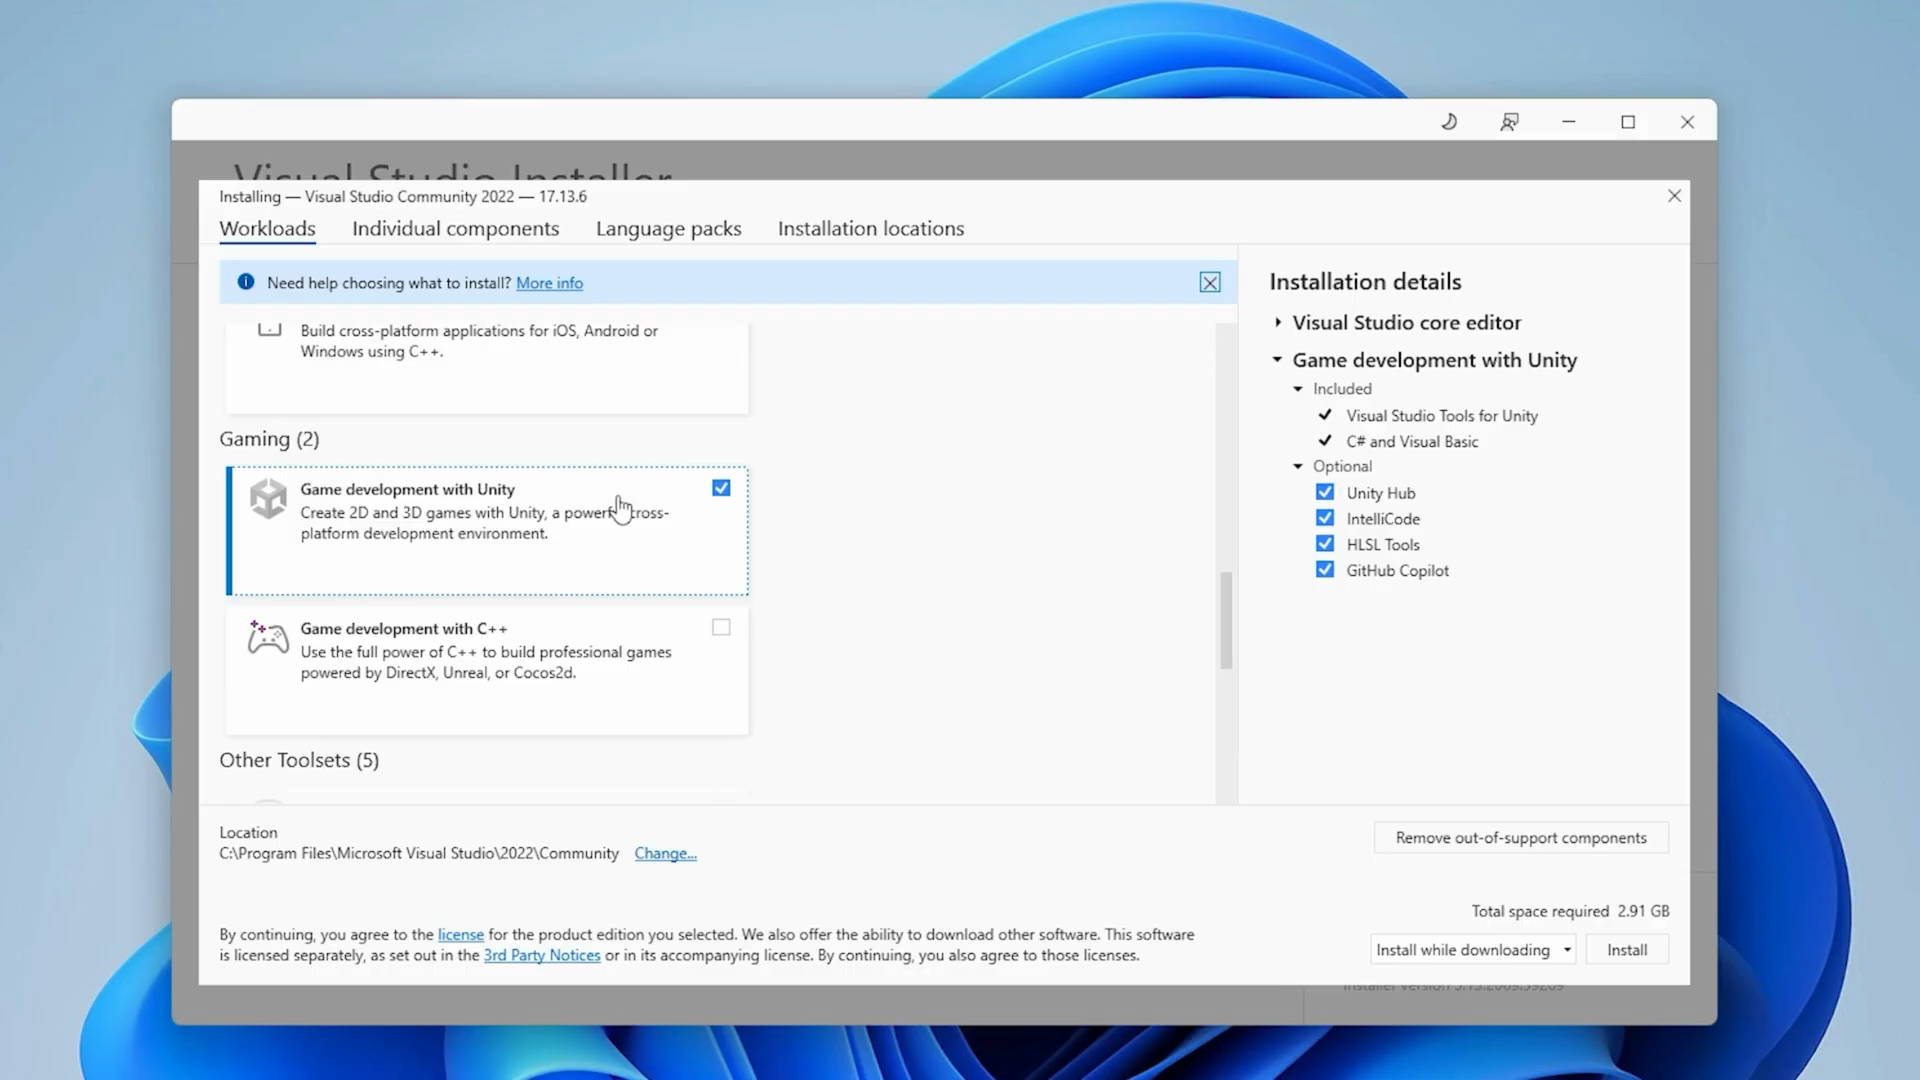 Visual Studio Installer
Installing — Visual Studio Community 2022 — 17.13.6
Workloads
Individual components
Language packs
Installation locations
Need help choosing what to install? More info
Build cross-platform applications for iOS, Android or
Windows using C++.
Gaming (2)
Game development with Unity
Create 2D and 3D games with Unity, a powerf cross-
platform development environment.
Game development with C++
Use the full power of C++ to build professional games
powered by DirectX, Unreal, or Cocos2d.
Other Toolsets (5)
Installation details
Visual Studio core editor
Game development with Unity
Included
Visual Studio Tools for Unity
C# and Visual Basic
Optional
Unity Hub
IntelliCode
HLSL Tools
GitHub Copilot
Location
C:\Program Files\Microsoft Visual Studio\2022\Community Change...
Remove out-of-support components
Total space required 2.91 GB
By continuing, you agree to the license for the product edition you selected. We also offer the ability to download other software. This software
is licensed separately, as set out in the 3rd Party Notices or in its accompanying license. By continuing, you also agree to those licenses.
Install while downloading
Install